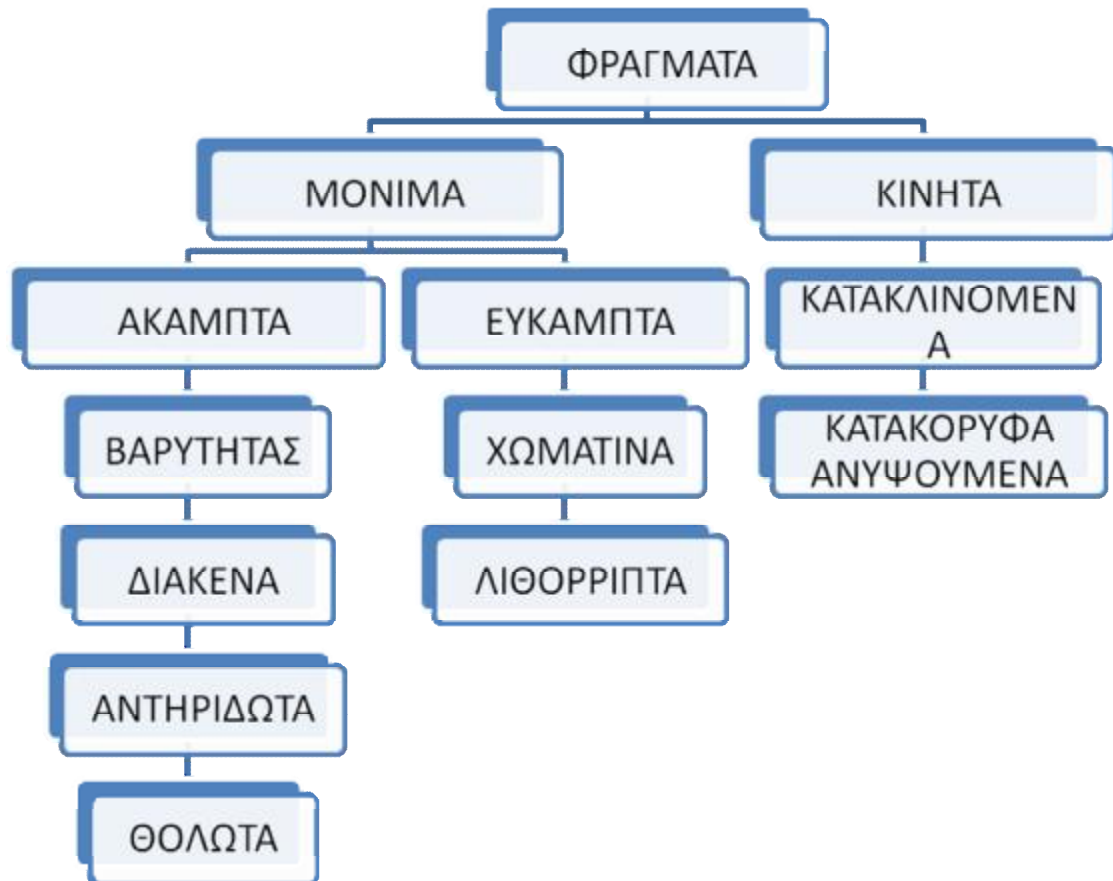 ΦΡΑΓΜΑΤΑ
ΜΟΝΙΜΑ
ΚΙΝΗΤΑ
ΑΚΑΜΠΤΑ
ΕΥΚΑΜΠΤΑ
ΚΑΤΑΚΛΙΝΟΜΕΝ
Α
ΒΑΡΥΤΗΤΑΣ
ΧΩΜΑΤΙΝΑ
ΚΑΤΑΚΟΡΥΦΑ
ΑΝΥΨΟΥΜΕΝΑ
ΔΙΑΚΕΝΑ
ΛΙΘΟΡΡΙΠΤΑ
ΑΝΤΗΡΙΔΩΤΑ
ΘΟΛΩΤΑ